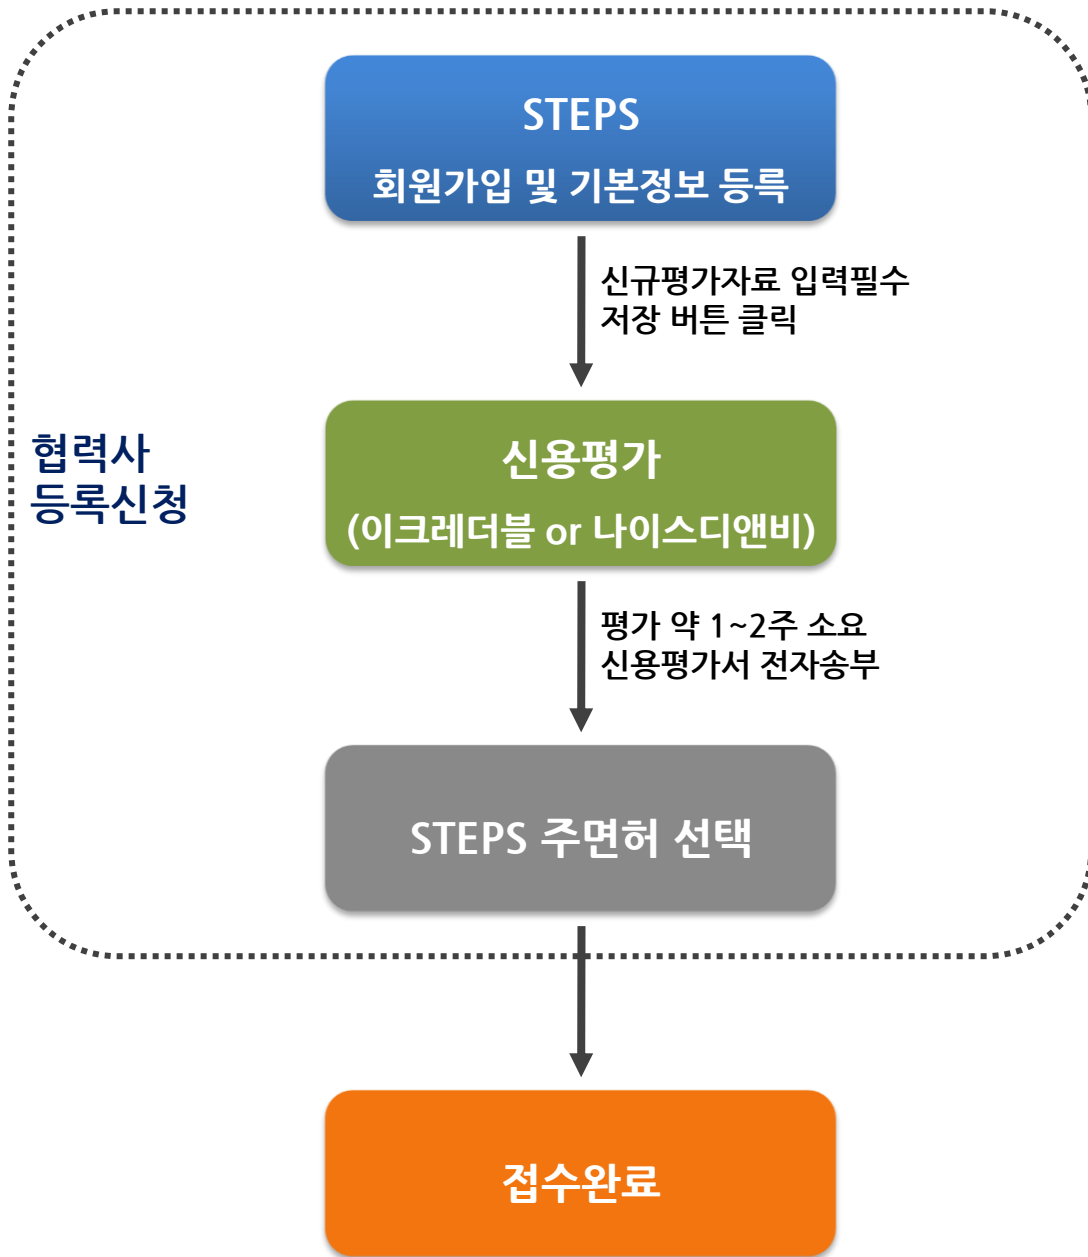 STEPS
회원가입 및 기본정보 등륵
신규평가자료 입력필수
저장 버튼 클릭
협력사
등록신청
신용평가
(이크레더블 or 나이스디앤비)
평가 약 1~2주 소요
신용평가서 전자송부
STEPS 주면허 선택
접수완료